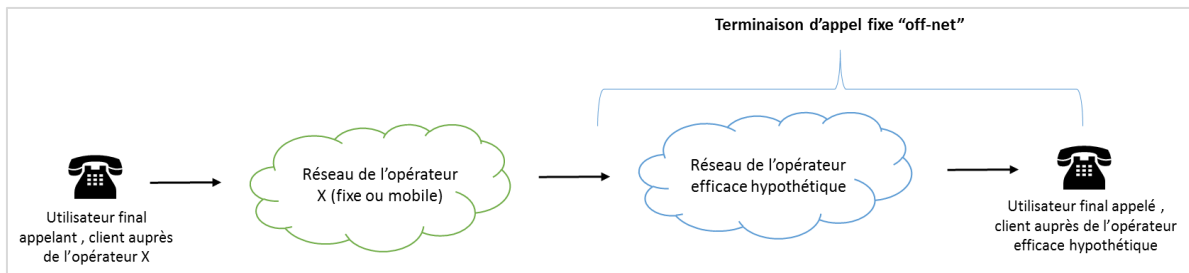 Terminaison d'appel fixe “off-net”
Réseau de l'opérateur
X (fixe ou mobile)
Réseau de l'opérateur
efficace hypothétique
Utilisateur final
appelant , client auprès
de l'opérateur X
Utilisateur final appelé ,
client auprès de l'opérateur
efficace hypothétique